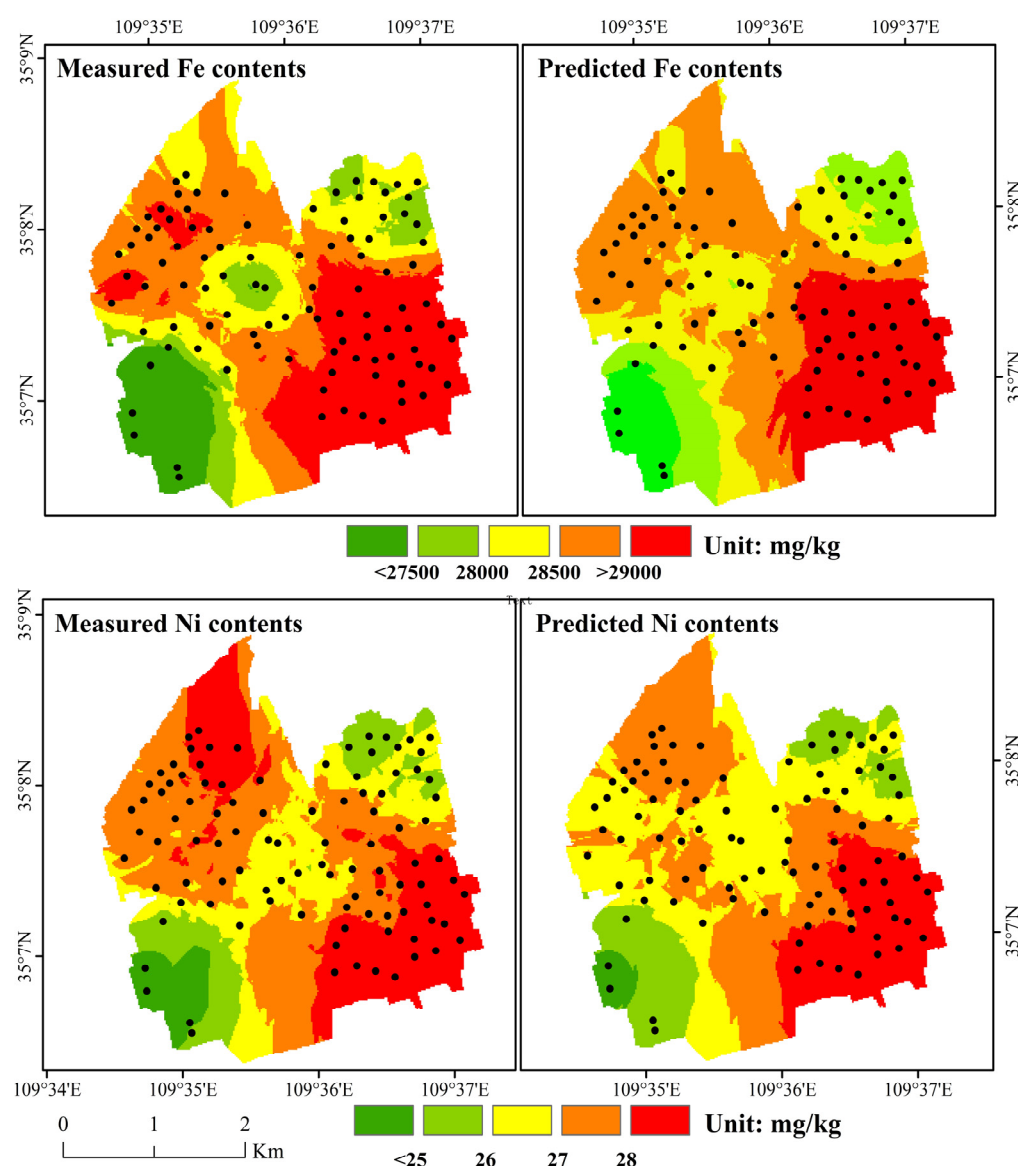 109°35'E 109°36'E 109°37'E 109°35'E 109°36'E 109°37'E
35°9'N
Measured Fe contents
Predicted Fe contents
35°8'N
35°8'N
35°7'N
35°7'N
<27500 28000 28500 >29000
Unit: mg/kg
Text
35°9'N
Measured Ni contents
Predicted Ni contents
35°8'N
35°8'N
35°7'N
35°7'N
109°34'E 109°35'E 109°36'E 109°37'E 109°35'E 109°36'E 109°37'E
0 1 2
Km
<25 26 27 28
Unit: mg/kg